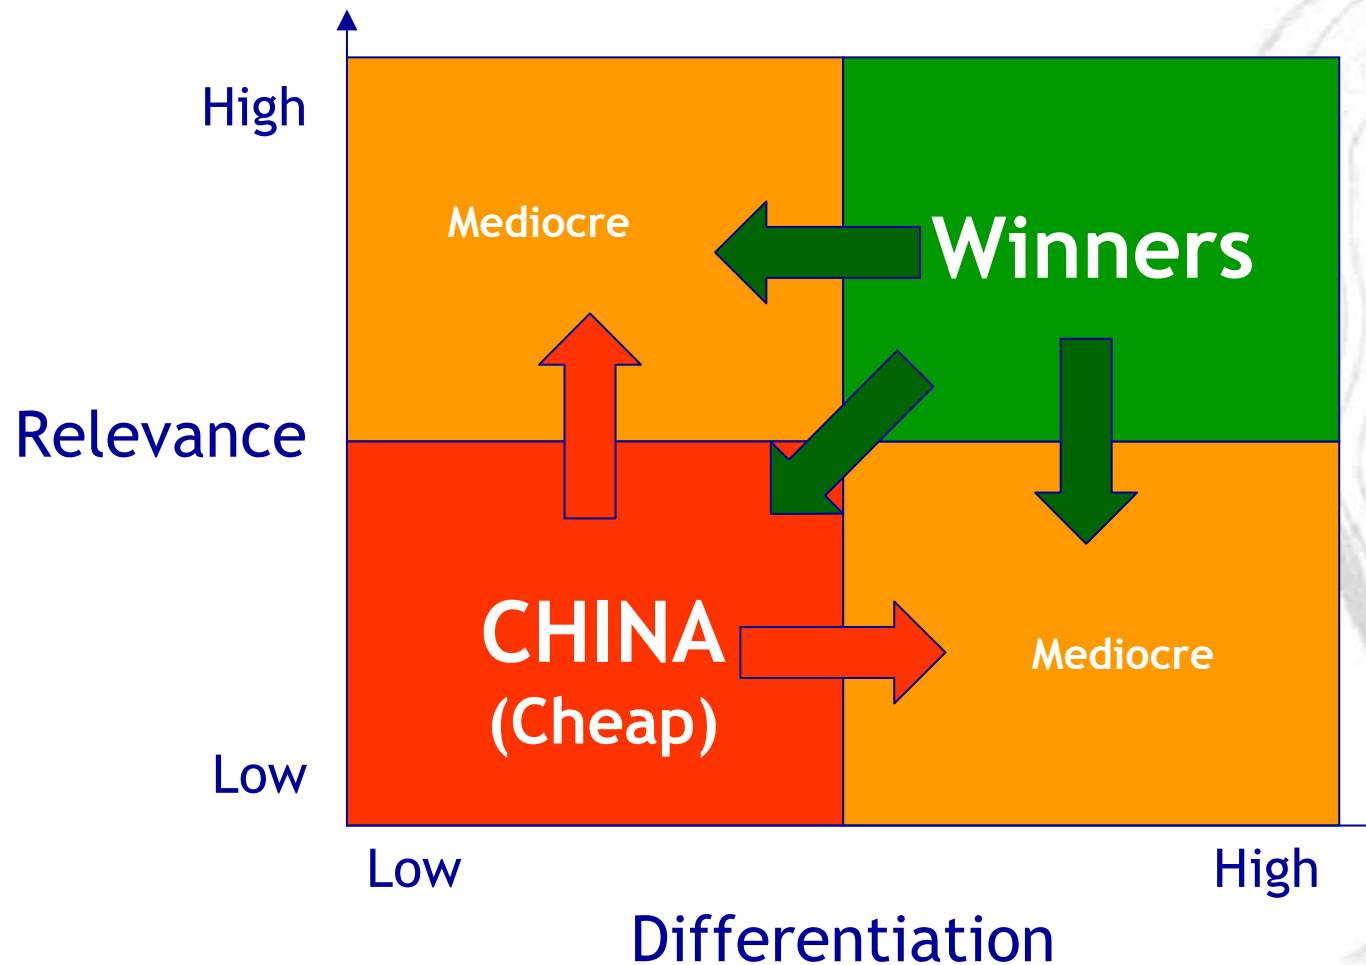 High
Mediocre
Winners
Relevance
CHINA
(Cheap)
Mediocre
Low
Low
High
Differentiation